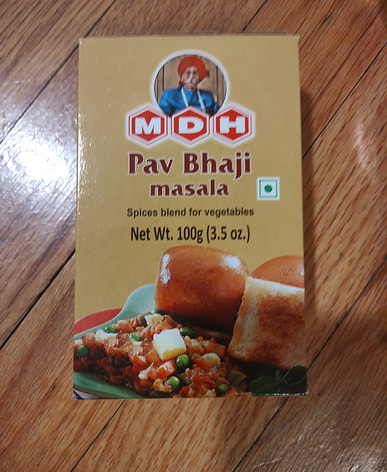 MDH
Pav Bhaji
masala
Spices blend for vegetables
Net Wt. 100g (3.5 oz.)